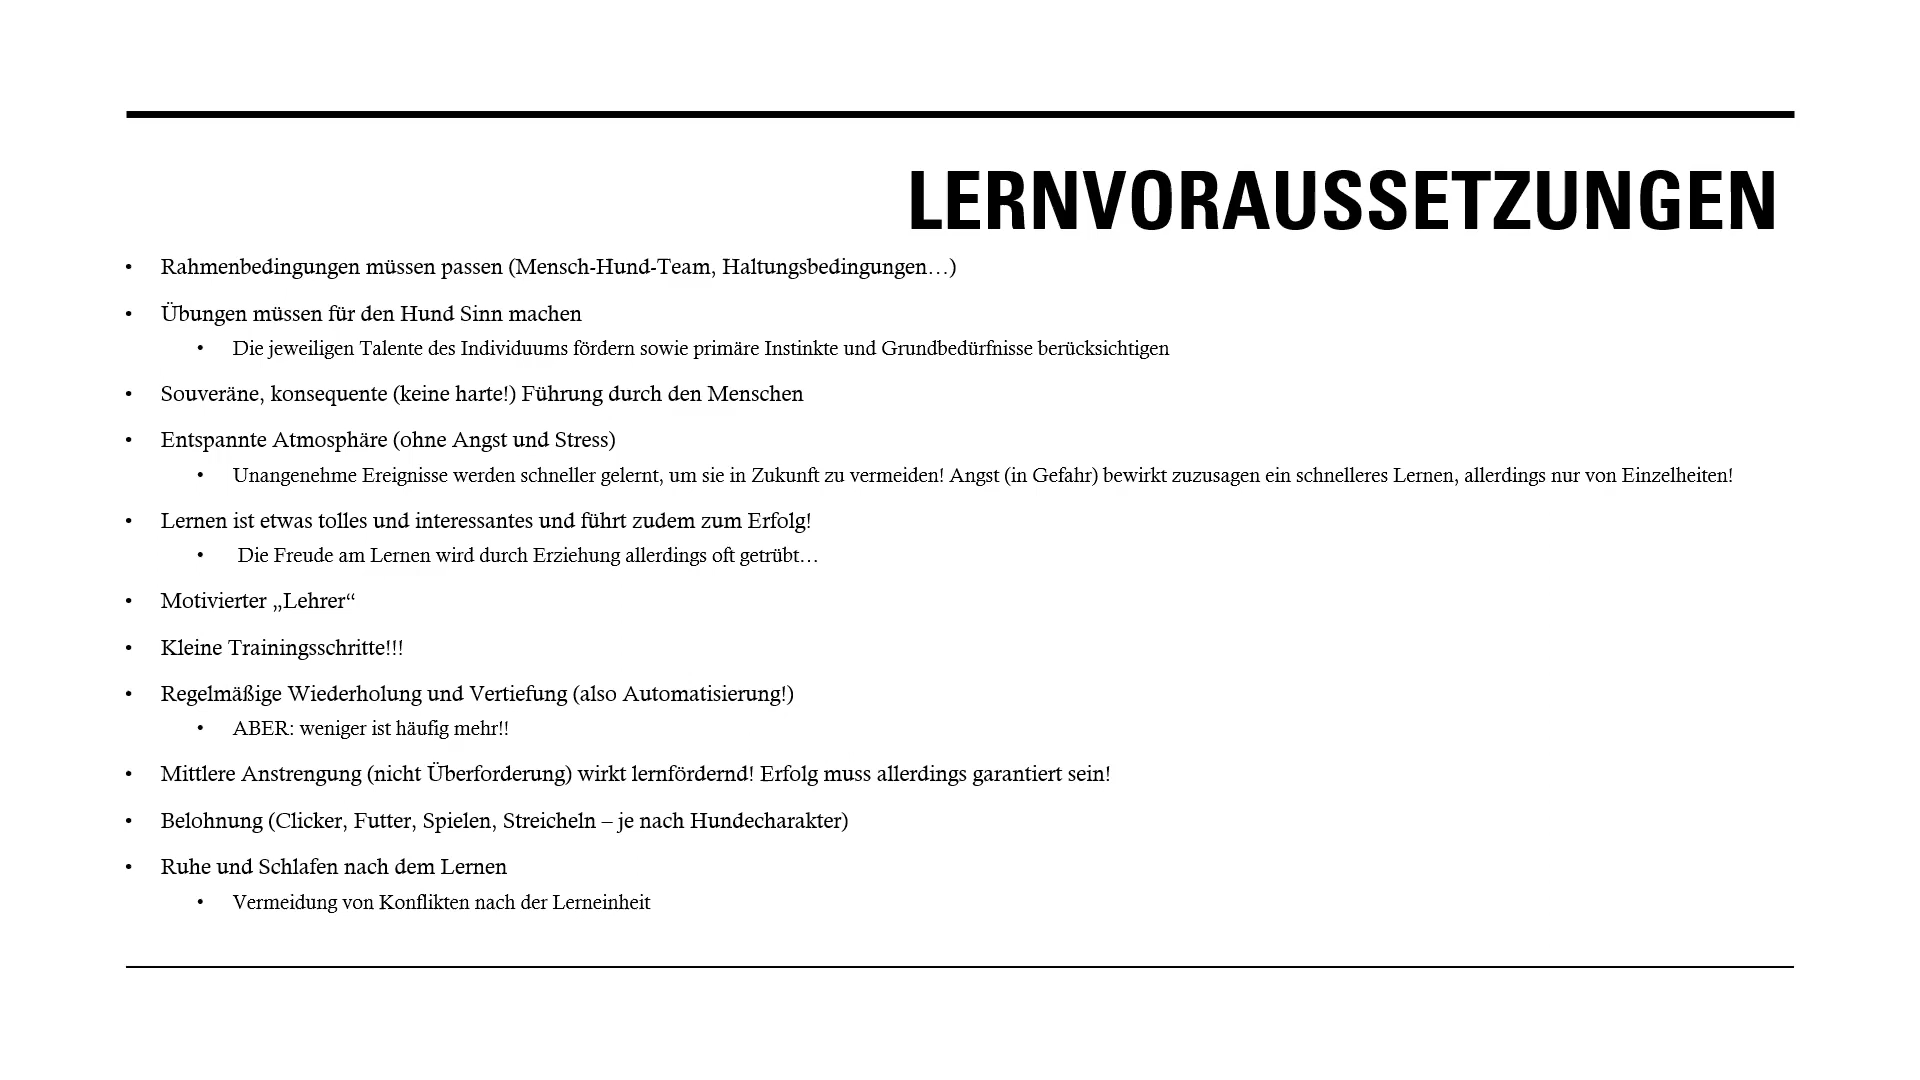 LERNVORAUSSETZUNGEN
• Rahmenbedingungen müssen passen (Mensch-Hund-Team, Haltungsbedingungen…)
• Übungen müssen für den Hund Sinn machen
• Die jeweiligen Talente des Individuums fördern sowie primäre Instinkte und Grundbedürfnisse berücksichtigen
• Souveräne, konsequente (keine harte!) Führung durch den Menschen
• Entspannte Atmosphäre (ohne Angst und Stress)
• Unangenehme Ereignisse werden schneller gelernt, um sie in Zukunft zu vermeiden! Angst (in Gefahr) bewirkt zuzusagen ein schnelleres Lernen, allerdings nur von Einzelheiten!
• Lernen ist etwas tolles und interessantes und führt zudem zum Erfolg!
• Die Freude am Lernen wird durch Erziehung allerdings oft getrübt…
• Motivierter „Lehrer“
• Kleine Trainingsschritte!!!
• Regelmäßige Wiederholung und Vertiefung (also Automatisierung!)
• ABER: weniger ist häufig mehr!!
• Mittlere Anstrengung (nicht Überforderung) wirkt lernfördernd! Erfolg muss allerdings garantiert sein!
• Belohnung (Clicker, Futter, Spielen, Streicheln – je nach Hundecharakter)
• Ruhe und Schlafen nach dem Lernen
• Vermeidung von Konflikten nach der Lerneinheit